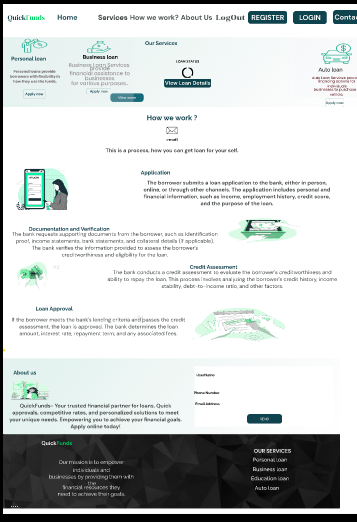 QuickFunds Home Services How we work? About Us LogOut REGISTER LOGIN Contac
Our Services
Personal loan
Personal loans provide
borrowers with flexibility in
how they use the funds.
Apply now
Business loan
Business Loan Services
provide
financial assistance to
businesses
for various purposes..
Apply now
LOAN STATUS
View Loan Details
Auto loan
Auto Loan Services provide
financing options for
individuals
businesses to purchase
vehicle.
Apply now
How we work ?
email
This is a process, how you can get loan for your self.
Application
The borrower submits a loan application to the bank, either in person,
online, or through other channels. The application includes personal and
financial information, such as income, employment history, credit score,
and the purpose of the loan.
Documentation and Verification
The bank requests supporting documents from the borrower, such as identification
proof, income statements, bank statements, and collateral details (if applicable).
The bank verifies the information provided to assess the borrower's
creditworthiness and eligibility for the loan.
Credit Assessment
The bank conducts a credit assessment to evaluate the borrower's creditworthiness and
ability to repay the loan. This process involves analyzing the borrower's credit history, income
stability, debt-to-income ratio, and other factors.
Loan Approval
If the borrower meets the bank's lending criteria and passes the credit
assessment, the loan is approved. The bank determines the loan
amount, interest rate, repayment term, and any associated fees.
About us
QuickFunds- Your trusted financial partner for loans. Quick
approvals, competitive rates, and personalized solutions to meet
your unique needs. Empowering you to achieve your financial goals.
Apply online today!
UserName
Phone Number
Email Address
SEND
QuickFunds
Our mission is to empower
individuals and
businesses by providing them with
the
financial resources they
need to achieve their goals.
OUR SERVICES
Personal loan
Business loan
Education loan
Auto loan